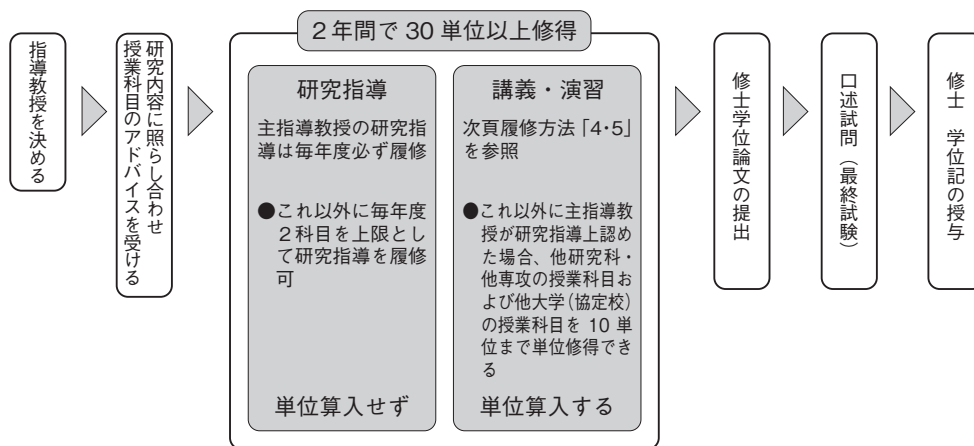 指導教授を決める
研究内容に照らし合わせ
授業科目のアドバイスを受ける
2年間で 30 単位以上修得
研究指導
主指導教授の研究指
導は毎年度必ず履修
●これ以外に毎年度
2科目を上限とし
て研究指導を履修
可
単位算入せず
講義・演習
次頁履修方法「4・5」
を参照
●これ以外に主指導教
授が研究指導上認め
た場合、他研究科・
他専攻の授業科目お
よび他大学(協定校)
の授業科目を 10 単
位まで単位修得でき
る
単位算入する
修士学位論文の提出
口述試問(最終試験)
修士 学位記の授与